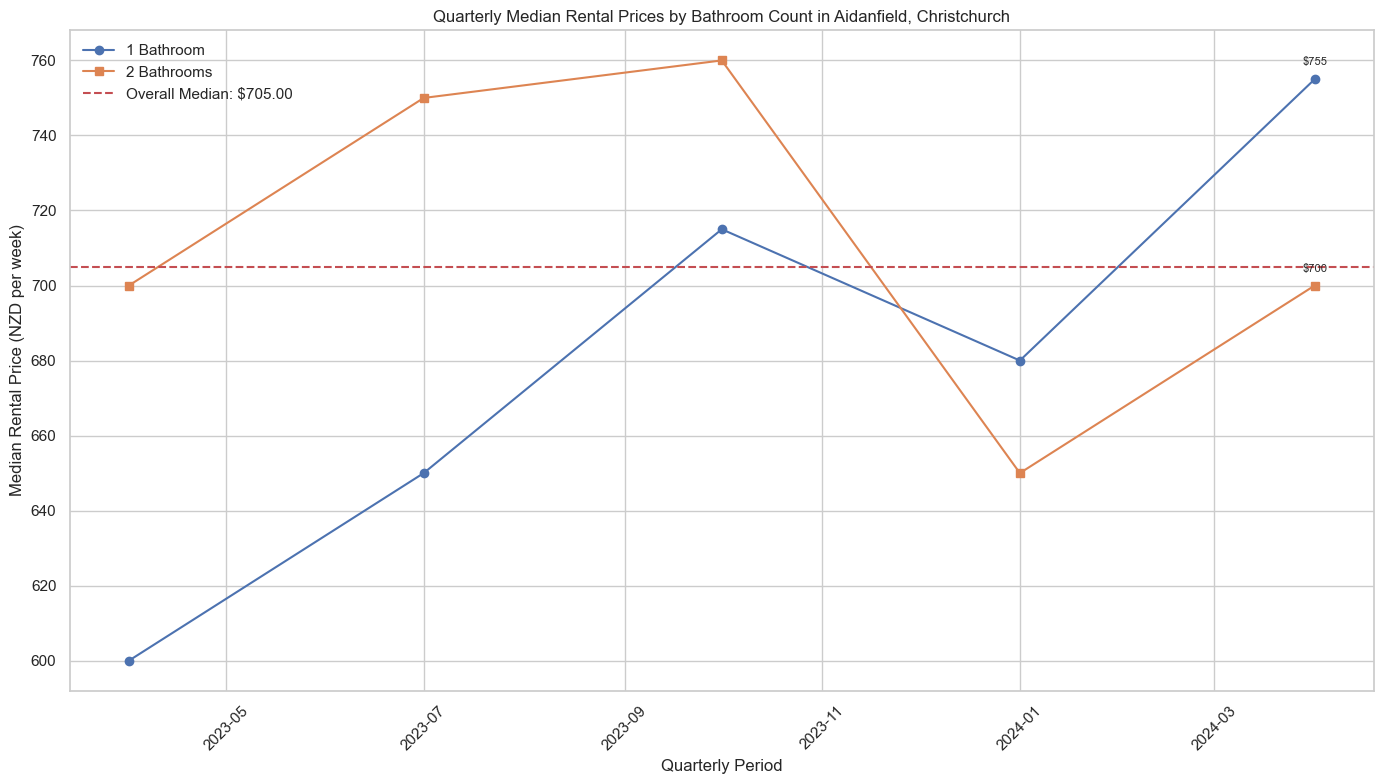 Quarterly Median Rental Prices by Bathroom Count in Aidanfield, Christchurch
1 Bathroom
2 Bathrooms
Overall Median: $705.00
$755
$700
Median Rental Price (NZD per week)
760
740
720
700
680
660
640
620
600
2023-05
2023-07
2023-09
2023-11
2024-01
2024-03
Quarterly Period